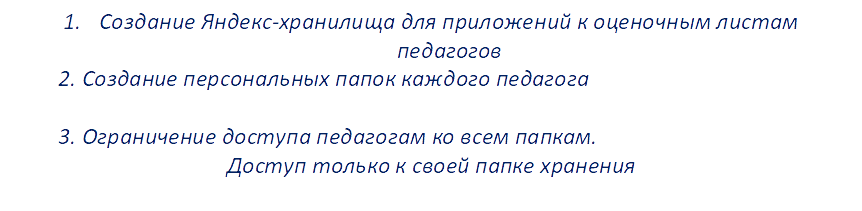 1. Создание Яндекс-хранилища для приложений к оценочным листам
педагогов
2. Создание персональных папок каждого педагога
3. Ограничение доступа педагогам ко всем папкам.
Доступ только к своей папке хранения